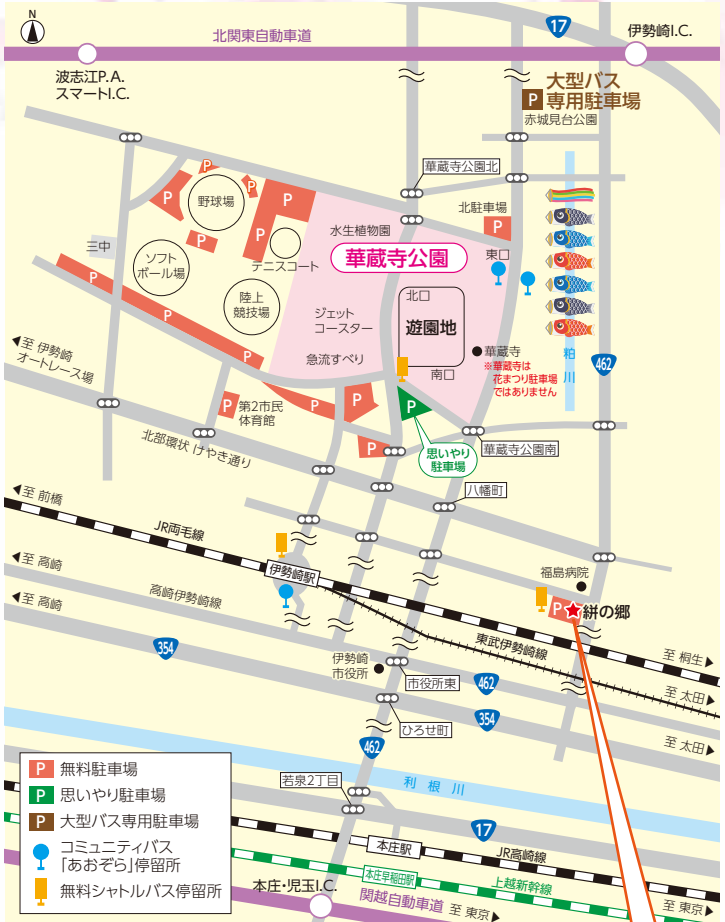 N
北関東自動車道
17
伊勢崎I.C.
波志江P.A.
スマートI.C.
P
大型バス
専用駐車場
赤城見台公園
華蔵寺公園北
P
P
P
P
P
野球場
水生植物園
北駐車場
P
三中
ソフト
ボール場
テニスコート
華蔵寺公園
東口
北口
P
陸上
競技場
ジェット
コースター
遊園地
P
華蔵寺
※華蔵寺は
花まつり駐車場
ではありません
粕川
462
至 伊勢崎
オートレース場
急流すべり
南口
P
P
P
P
第2市民
体育館
P
P
思いやり
駐車場
華蔵寺公園南
北部環状 けやき通り
八幡町
至 前橋
JR両毛線
至 高崎
高崎伊勢崎線
伊勢崎駅
福島病院
P
絣の郷
至 高崎
354
東武伊勢崎線
至 桐生
伊勢崎
市役所
市役所東
462
至 太田
ひろせ町
354
至 太田
462
利根川
若泉2丁目
17
本庄駅
JR高崎線
本庄早稲田駅
上越新幹線
至 東京
本庄・児玉I.C.
関越自動車道
至 東京
P 無料駐車場
P 思いやり駐車場
P 大型バス専用駐車場
コミュニティバス
「あおぞら」停留所
無料シャトルバス停留所